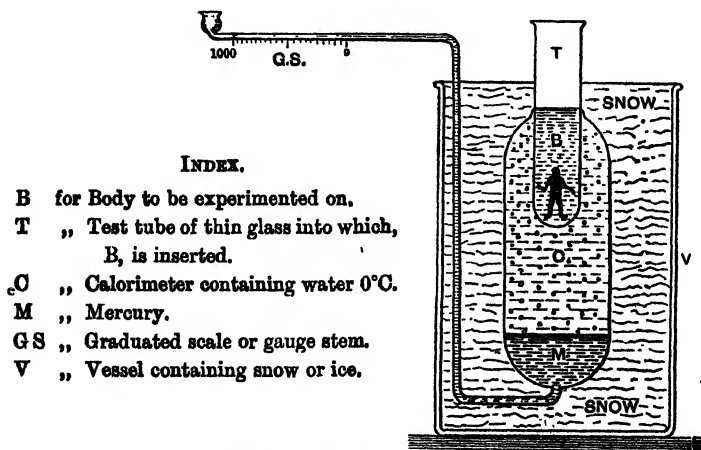 1000 0
G.S.
T
SNOW
B
INDEX.
B for Body to be experimented on.
T „ Test tube of thin glass into which,
B, is inserted.
C „ Calorimeter containing water 0°C.
M „ Mercury.
G S „ Graduated scale or gauge stem.
V „ Vessel containing snow or ice.
C
V
M
SNOW